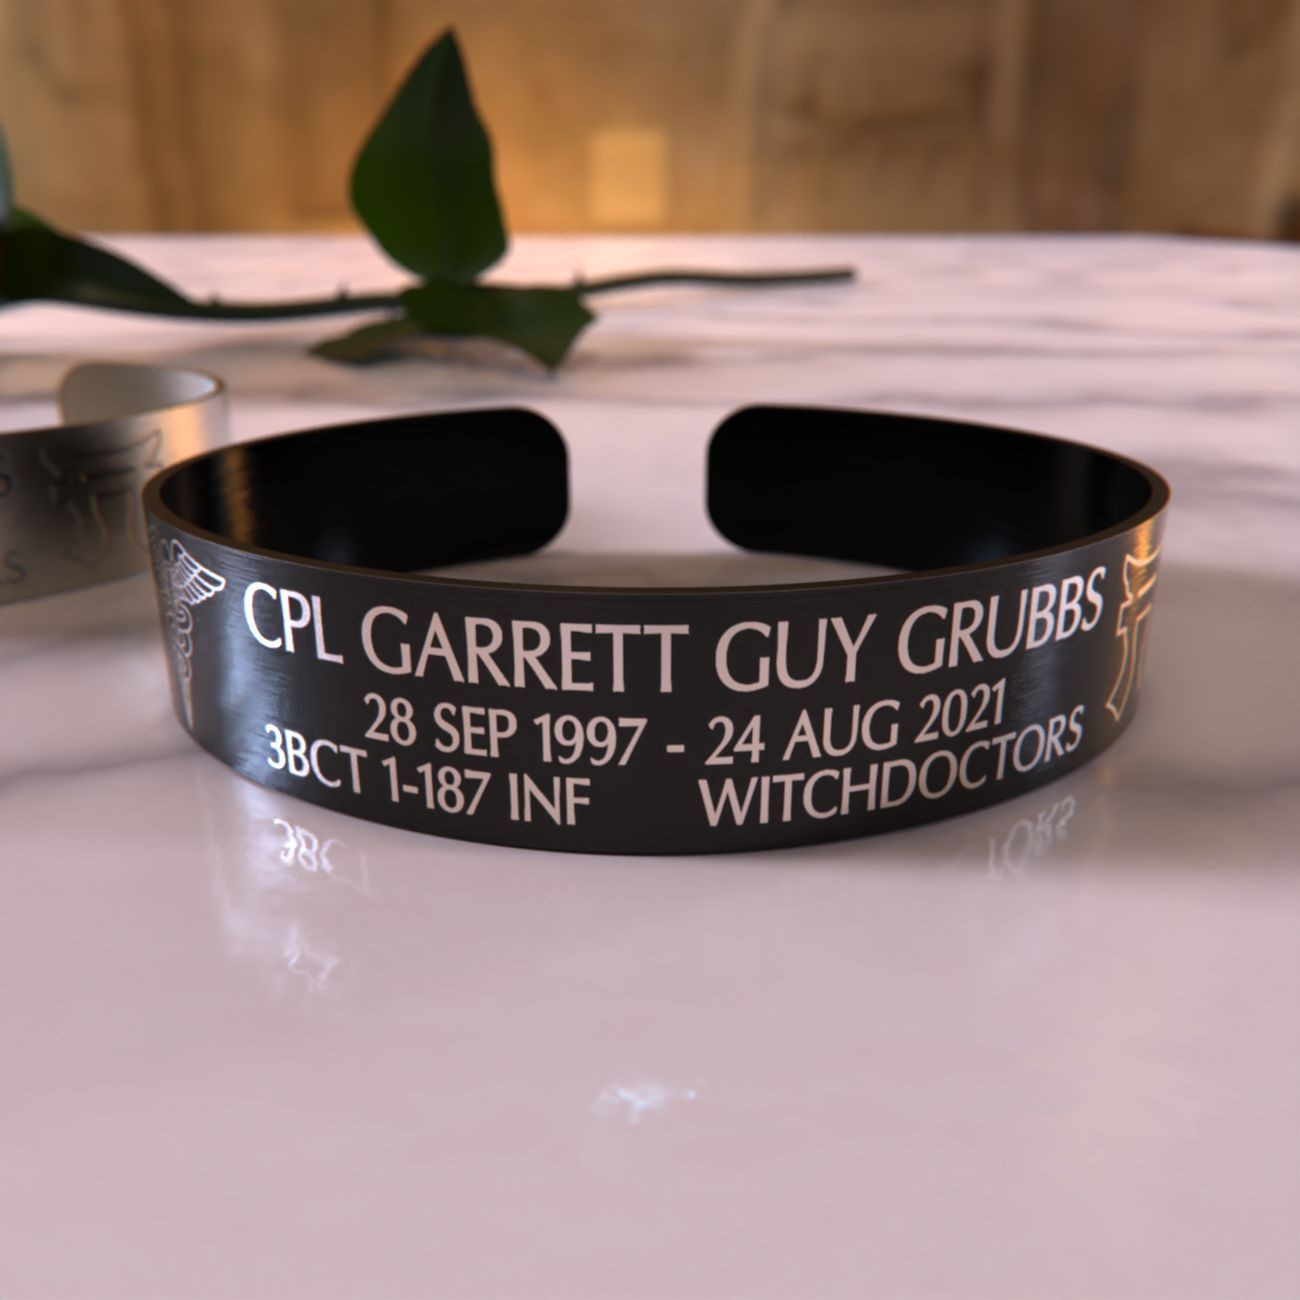 CPL GARRETT GUY GRUBBS
28 SEP 1997 - 24 AUG 2021
3BCT 1-187 INF WITCHDOCTORS